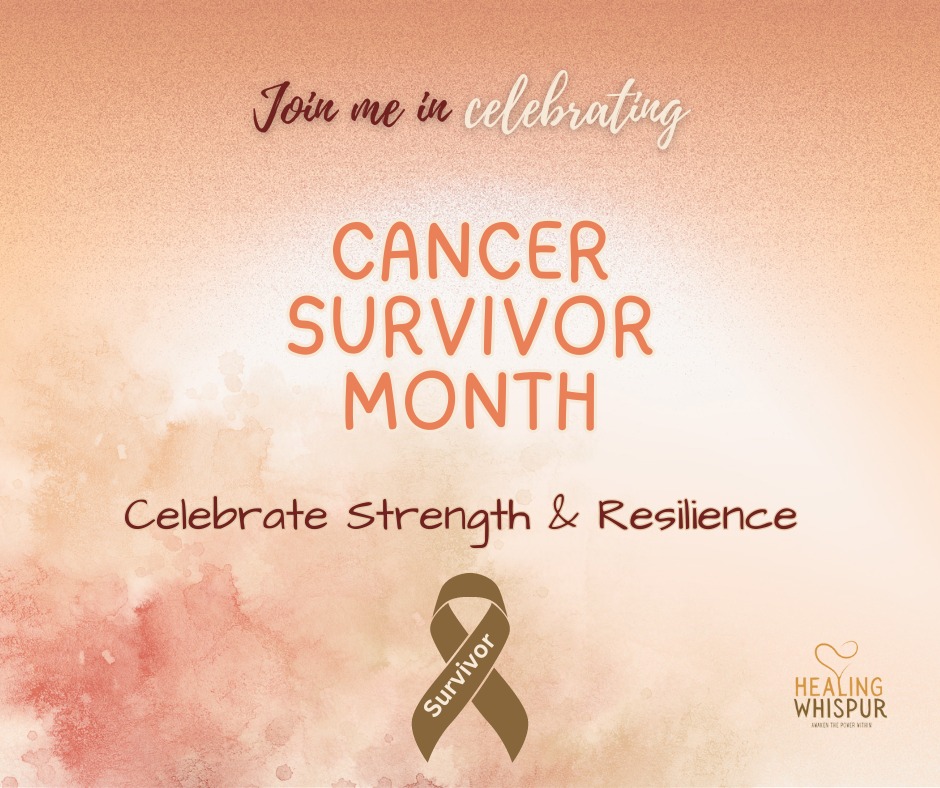 Join me in celebrating
CANCER
SURVIVOR
MONTH
Celebrate Strength & Resilience
Survivor
HEALING
WHISPUR
AWAKEN THE POWER WITHIN